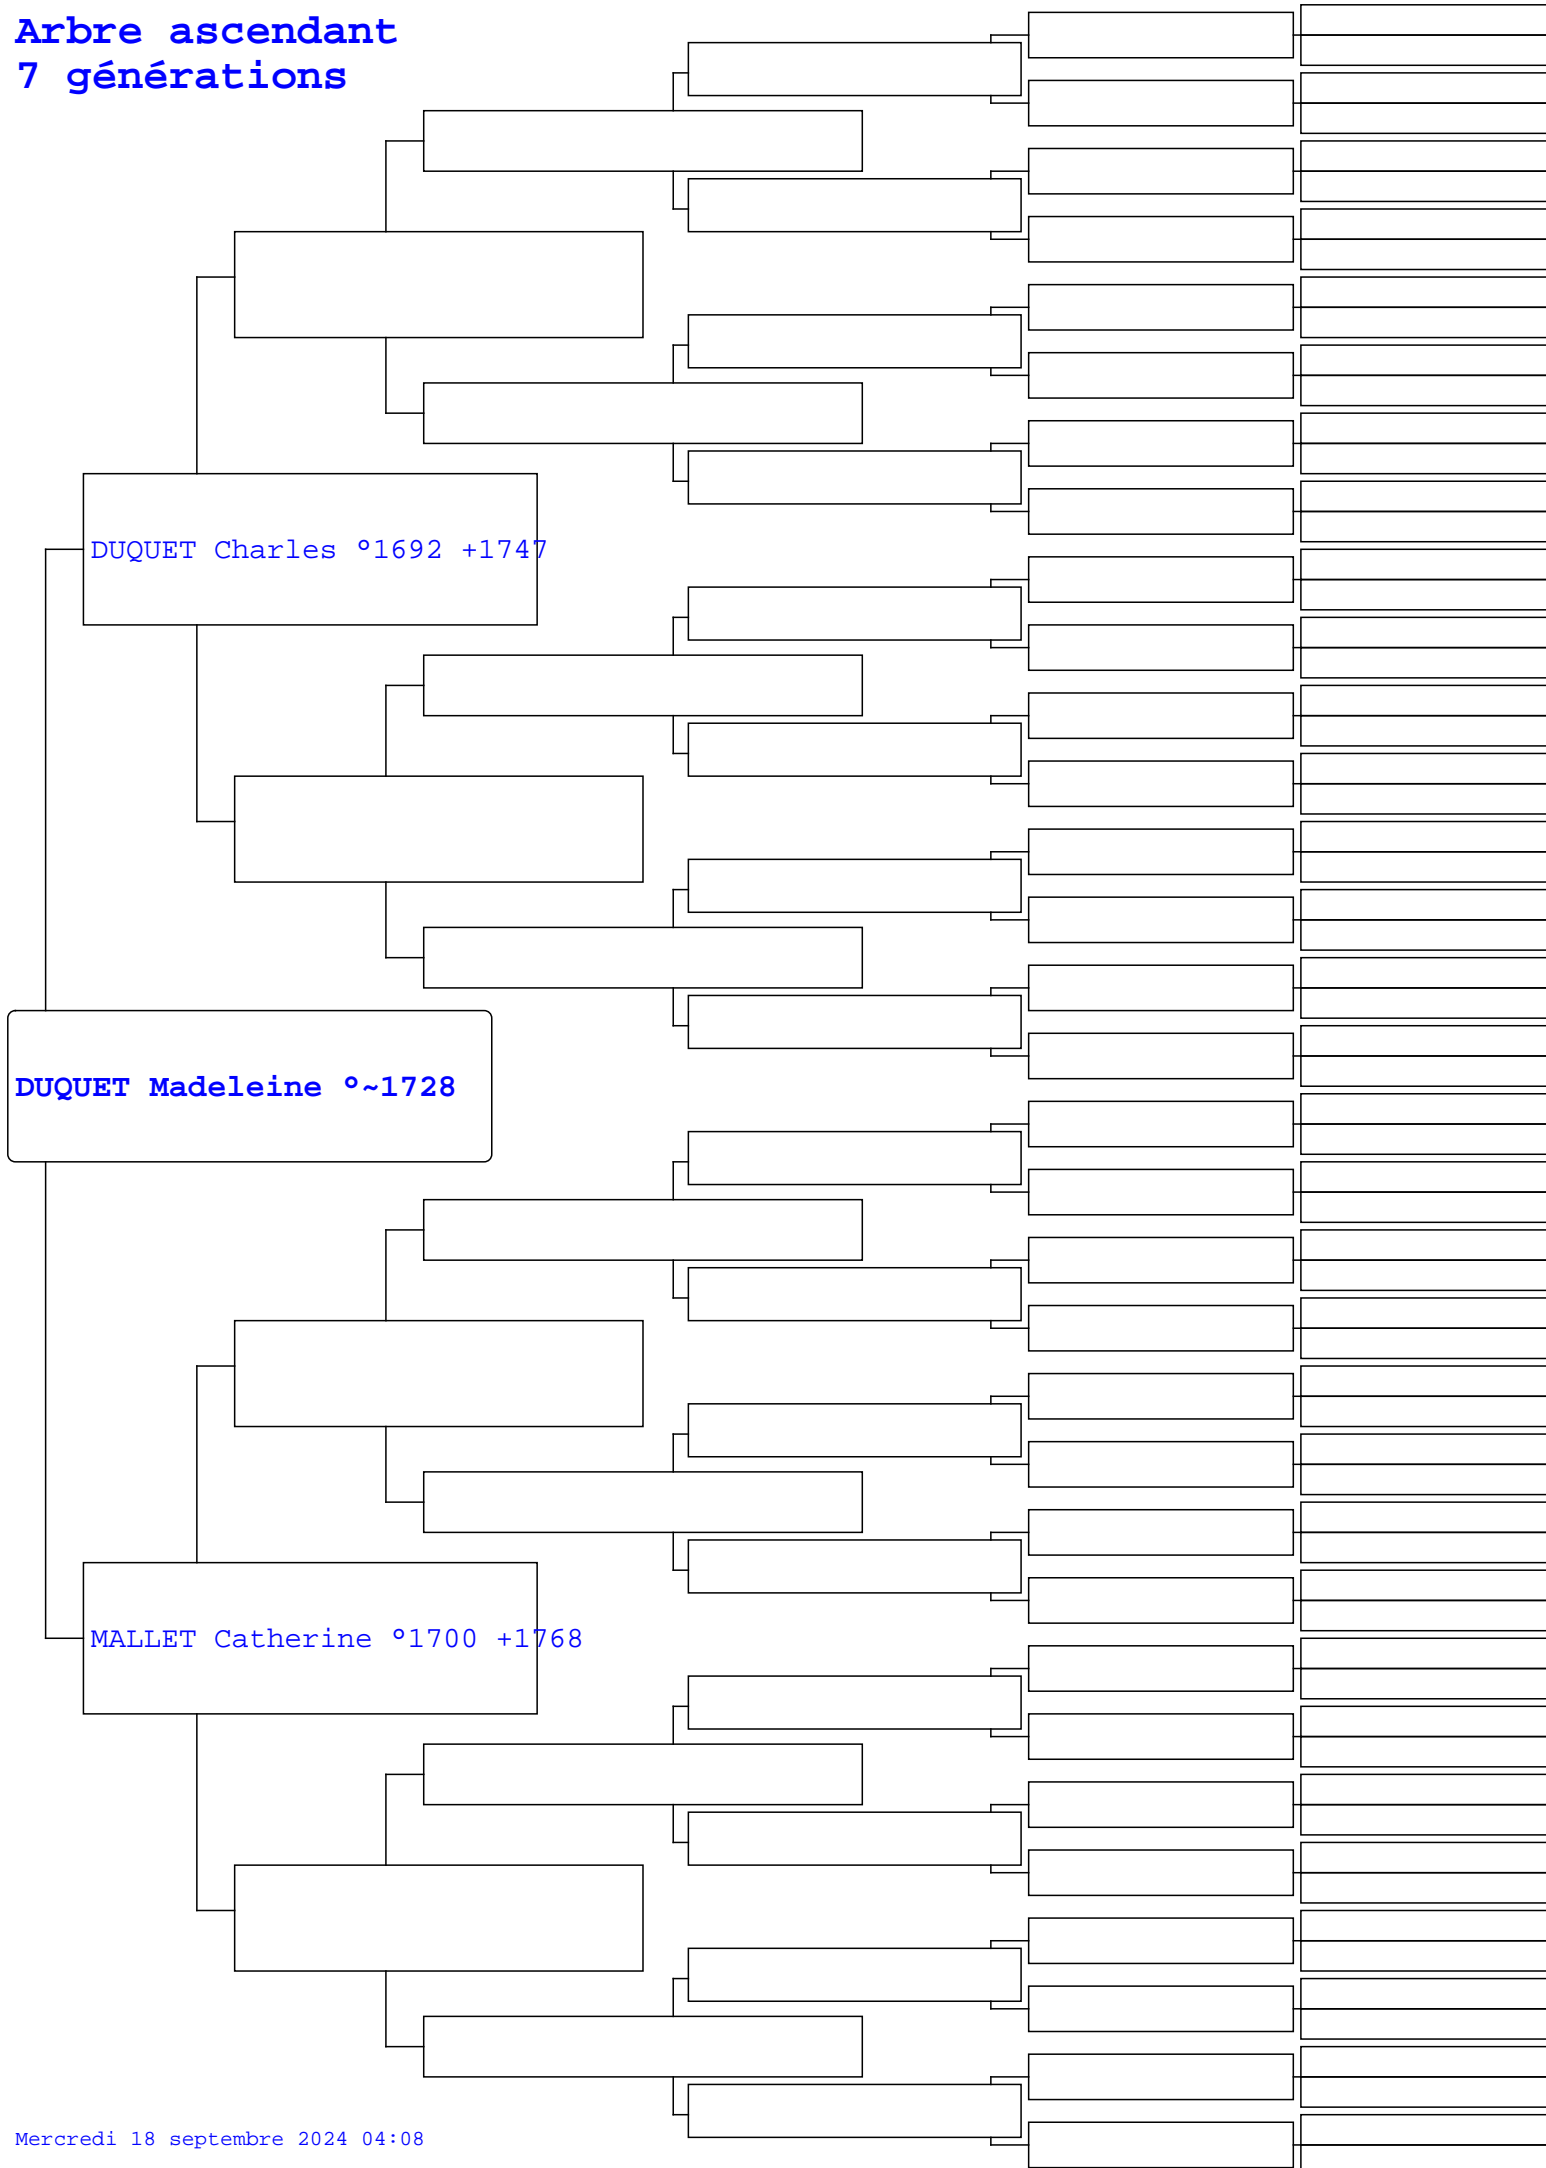 Arbre ascendant
7 générations
DUQUET Charles °1692 +1747
DUQUET Madeleine °~1728
MALLET Catherine °1700 +1768
Mercredi 18 septembre 2024 04:08